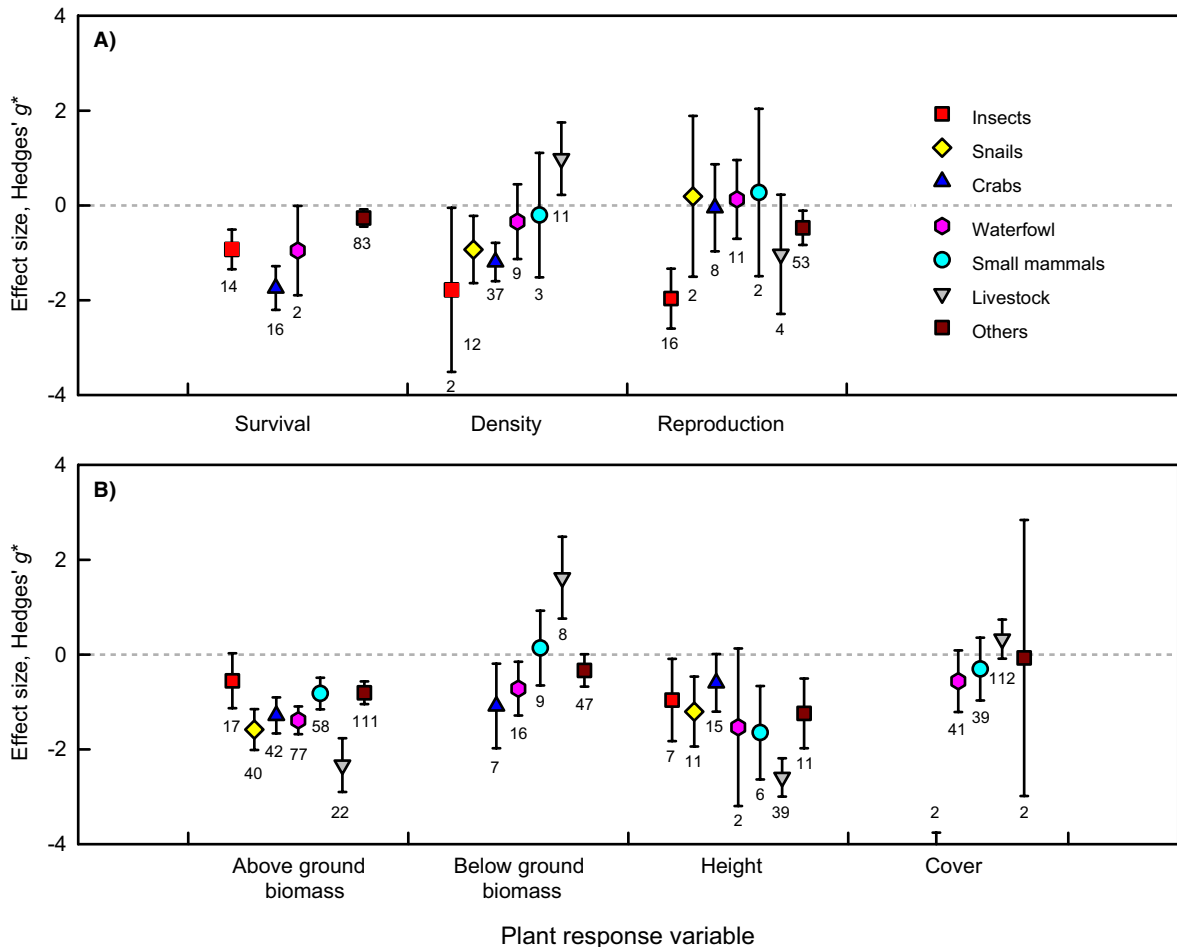 A)
Effect size, Hedges' g*
4
2
0
-2
-4
Insects
Snails
Crabs
Waterfowl
Small mammals
Livestock
Others
14
16
2
83
2
12
37
9
3
11
16
2
8
11
2
4
53
Survival
Density
Reproduction
B)
Effect size, Hedges' g*
4
2
0
-2
-4
17
40
42
77
58
22
111
7
16
9
8
47
7
11
15
2
6
39
11
2
41
39
112
2
Above ground
biomass
Below ground
biomass
Height
Cover
Plant response variable